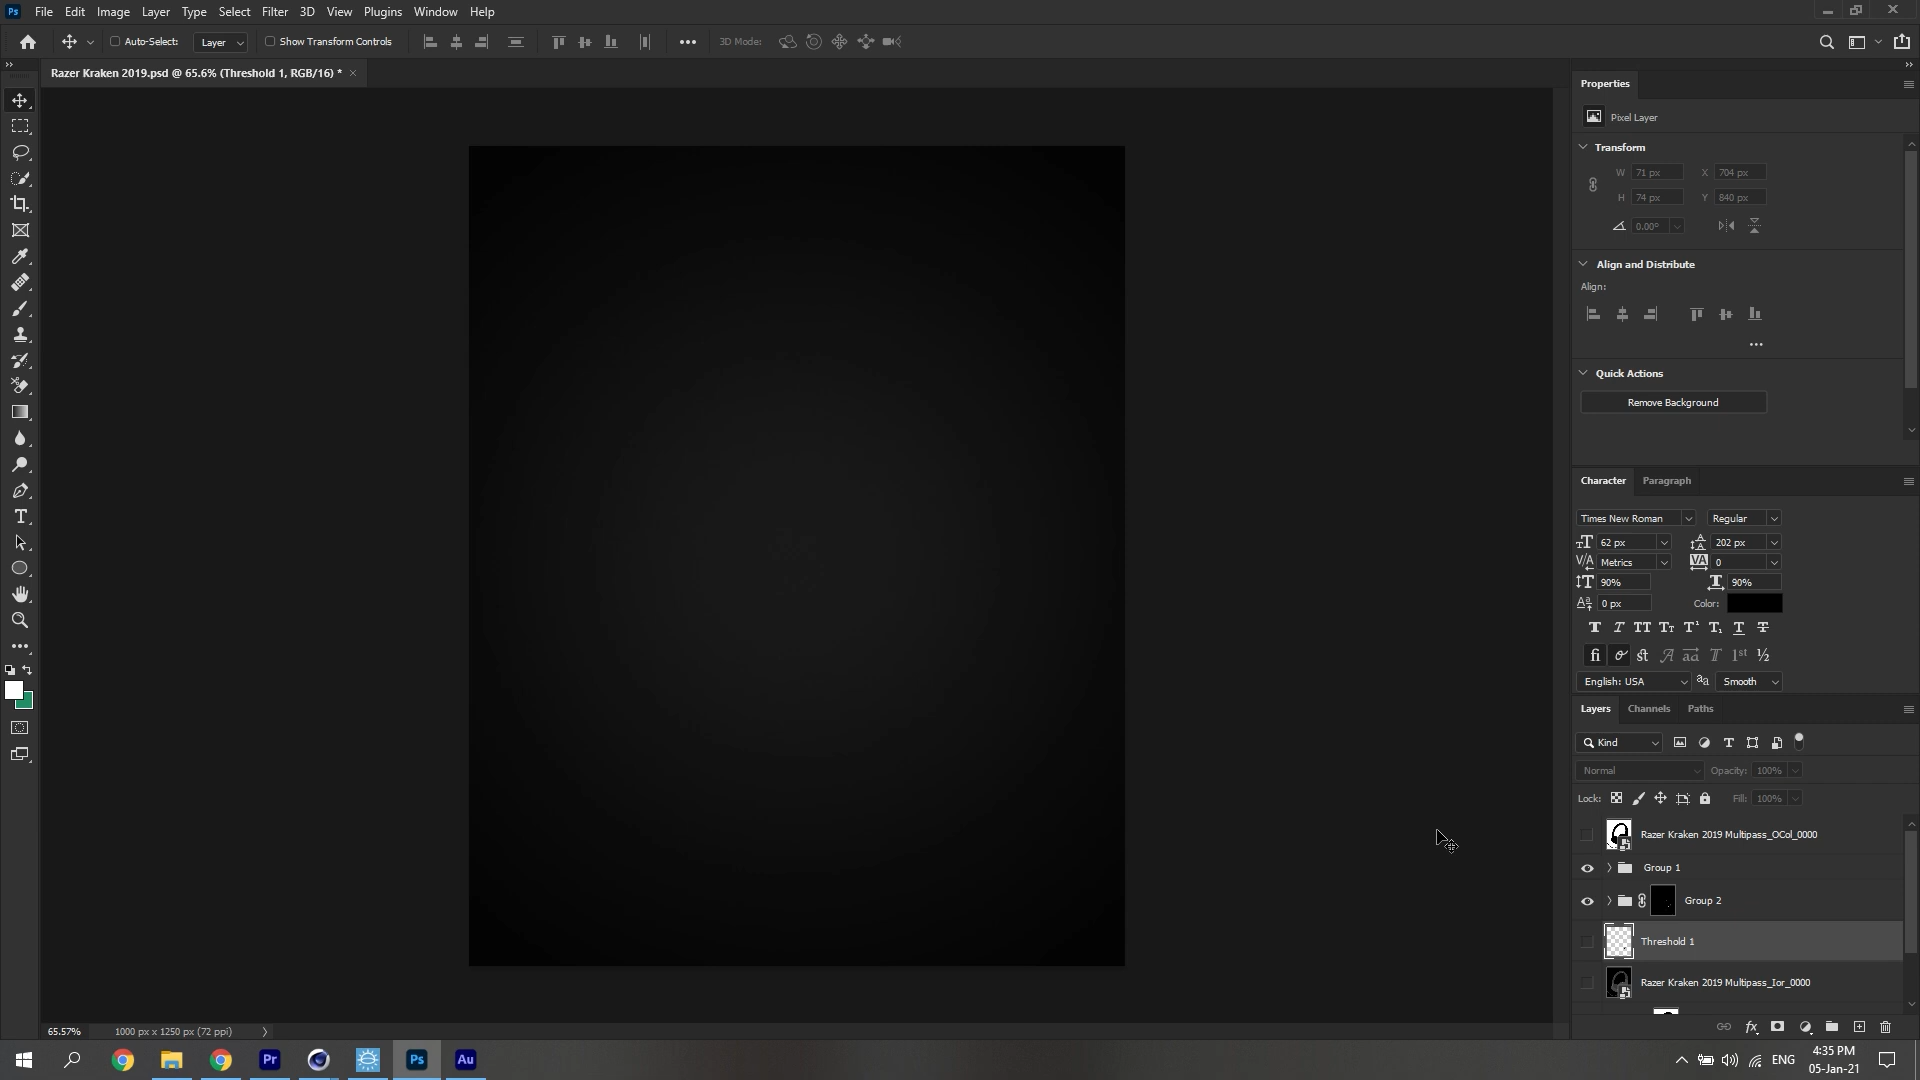 Ps File Edit Image Layer Type Select Filter 3D View Plugins Window Help
Auto-Select: Layer Show Transform Controls 3D Mode:
Razer Kraken 2019.psd @ 65.6% (Threshold 1, RGB/16) *
Properties
Pixel Layer
Transform
W 71 px X 704 px
H 74 px Y 840 px
0.00°
Align and Distribute
Align:
Quick Actions
Remove Background
Character Paragraph
Times New Roman Regular
62 px 202 px
Metrics 0
90% 90%
0 px Color:
English: USA Smooth
Layers Channels Paths
Kind
Normal Opacity: 100%
Lock: Fill: 100%
Razer Kraken 2019 Multipass_OCol_0000
Group 1
Group 2
Threshold 1
Razer Kraken 2019 Multipass_Ior_0000
65.57% 1000 px x 1250 px (72 ppi)
Pr Ps Au ENG 4:35 PM
05-Jan-21